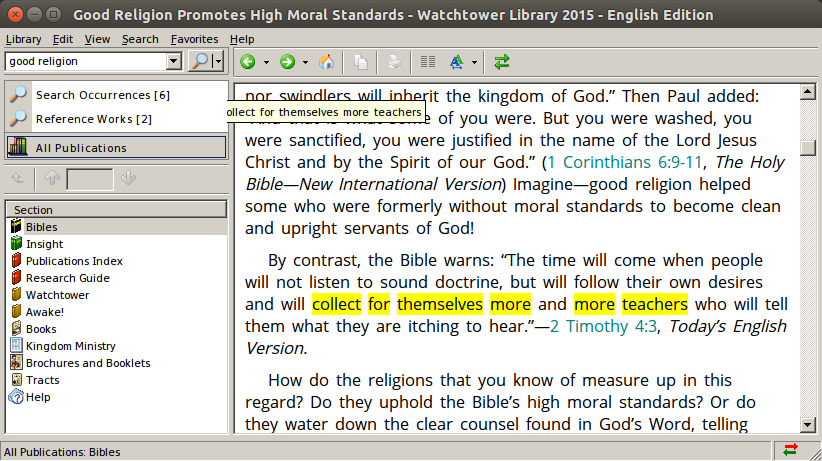 Good Religion Promotes High Moral Standards - Watchtower Library 2015 - English Edition
Library Edit View Search Favorites Help
good religion
Search Occurrences [6]
Reference Works [2]
All Publications
Section
Bibles
Insight
Publications Index
Research Guide
Watchtower
Awake!
Books
Kingdom Ministry
Brochures and Booklets
Tracts
Help
ollect for themselves more teachers
nor swindlers will inherit the kingdom of God.” Then Paul added:
of you were. But you were washed, you
were sanctified, you were justified in the name of the Lord Jesus
Christ and by the Spirit of our God.” (1 Corinthians 6:9-11, The Holy
Bible—New International Version) Imagine—good religion helped
some who were formerly without moral standards to become clean
and upright servants of God!
By contrast, the Bible warns: “The time will come when people
will not listen to sound doctrine, but will follow their own desires
and will collect for themselves more and more teachers who will tell
them what they are itching to hear.”—2 Timothy 4:3, Today’s English
Version.
How do the religions that you know of measure up in this
regard? Do they uphold the Bible’s high moral standards? Or do
they water down the clear counsel found in God’s Word, telling
All Publications: Bibles